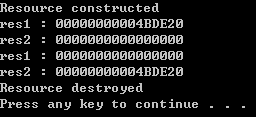 Resource constructed
res1 : 00000000004BDE20
res2 : 0000000000000000
res1 : 0000000000000000
res2 : 00000000004BDE20
Resource destroyed
Press any key to continue . . .